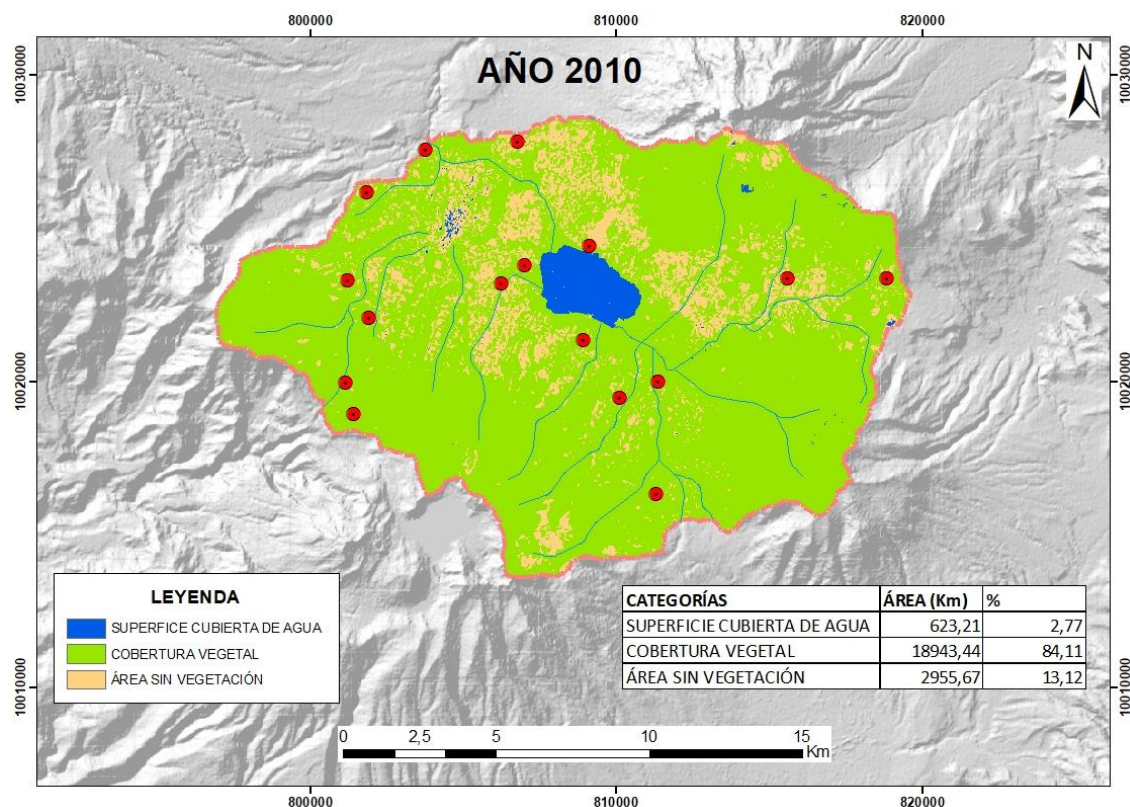 800000 810000 820000
10030000 10030000
AÑO 2010
N
10020000 10020000
LEYENDA
SUPERFICE CUBIERTA DE AGUA
COBERTURA VEGETAL
ÁREA SIN VEGETACIÓN
CATEGORÍAS ÁREA (Km) %
SUPERFICIE CUBIERTA DE AGUA 623,21 2,77
COBERTURA VEGETAL 18943,44 84,11
ÁREA SIN VEGETACIÓN 2955,67 13,12
10010000 10010000
0 2,5 5 10 15
Km
800000 810000 820000